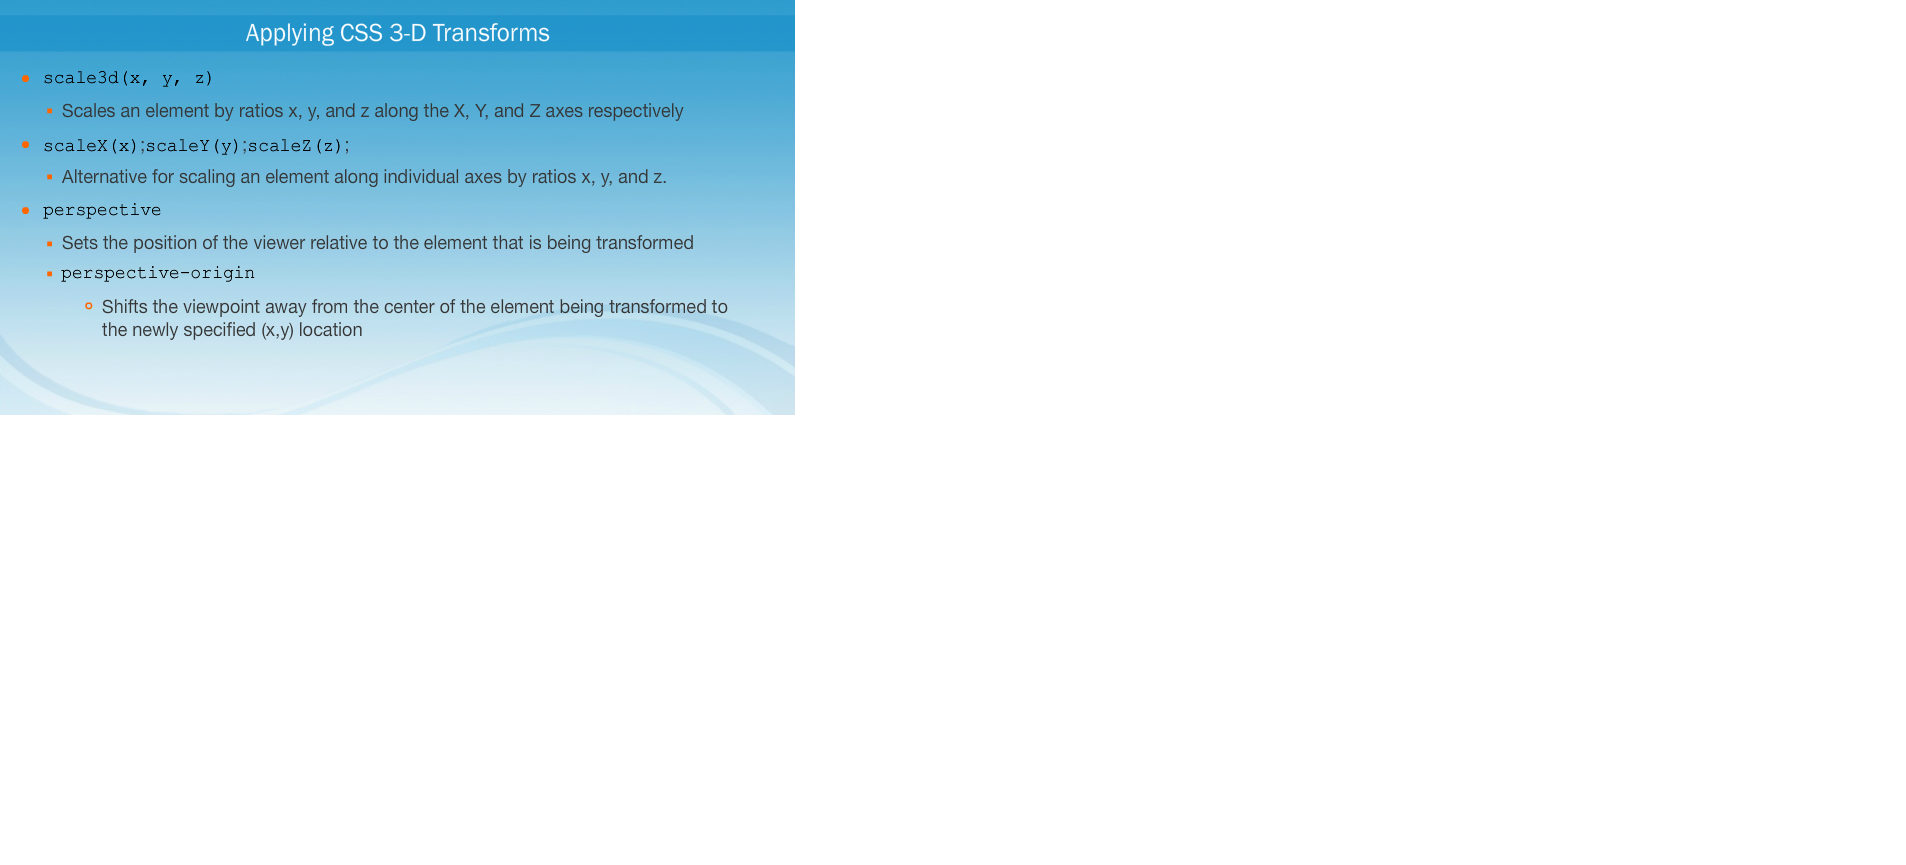 Applying CSS 3-D Transforms
scale3d(x, y, z)
Scales an element by ratios x, y, and z along the X, Y, and Z axes respectively
scaleX(x);scaleY(y);scaleZ(z);
Alternative for scaling an element along individual axes by ratios x, y, and z.
perspective
Sets the position of the viewer relative to the element that is being transformed
perspective-origin
Shifts the viewpoint away from the center of the element being transformed to
the newly specified (x,y) location